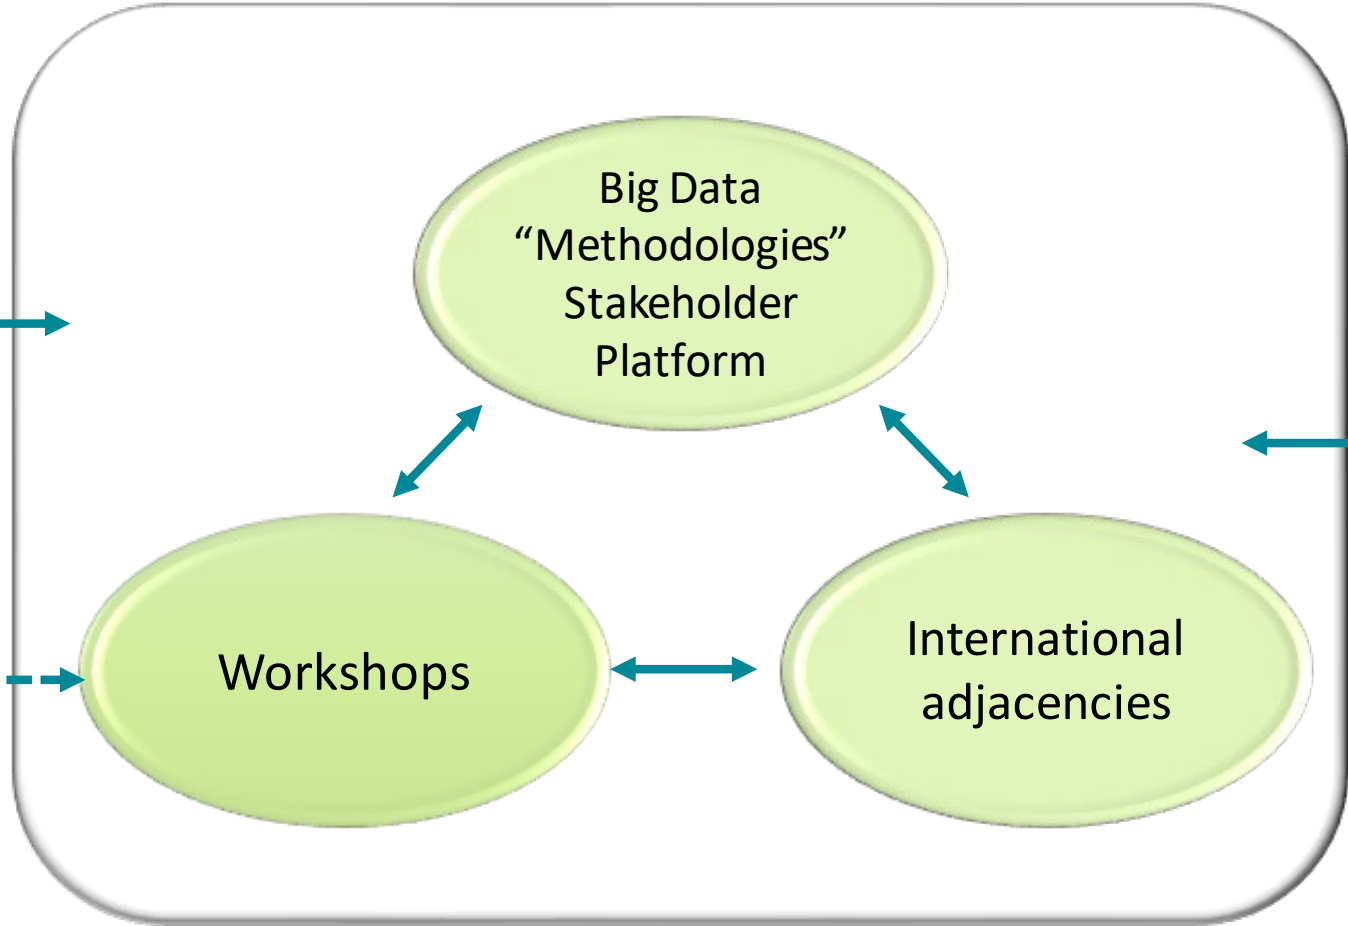 Big Data
“Methodologies”
Stakeholder
Platform
Workshops
International
adjacencies